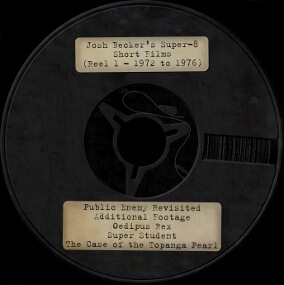 Josh Becker's Super-8
Short Films
(Reel 1 - 1972 to 1976)
Public Enemy Revisited
Additional Footage
Oedipus Rex
Super Student
The Case of the Topanga Pearl